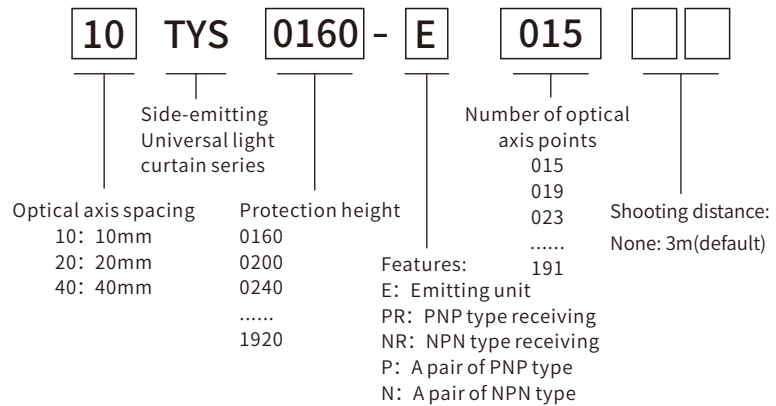 10 TYS 0160 - E 015
Side-emitting
Universal light
curtain series
Number of optical
axis points
015
019
023
......
191
Optical axis spacing
10：10mm
20：20mm
40：40mm
Protection height
0160
0200
0240
......
1920
Features:
E：Emitting unit
PR：PNP type receiving
NR：NPN type receiving
P：A pair of PNP type
N：A pair of NPN type
Shooting distance:
None: 3m(default)